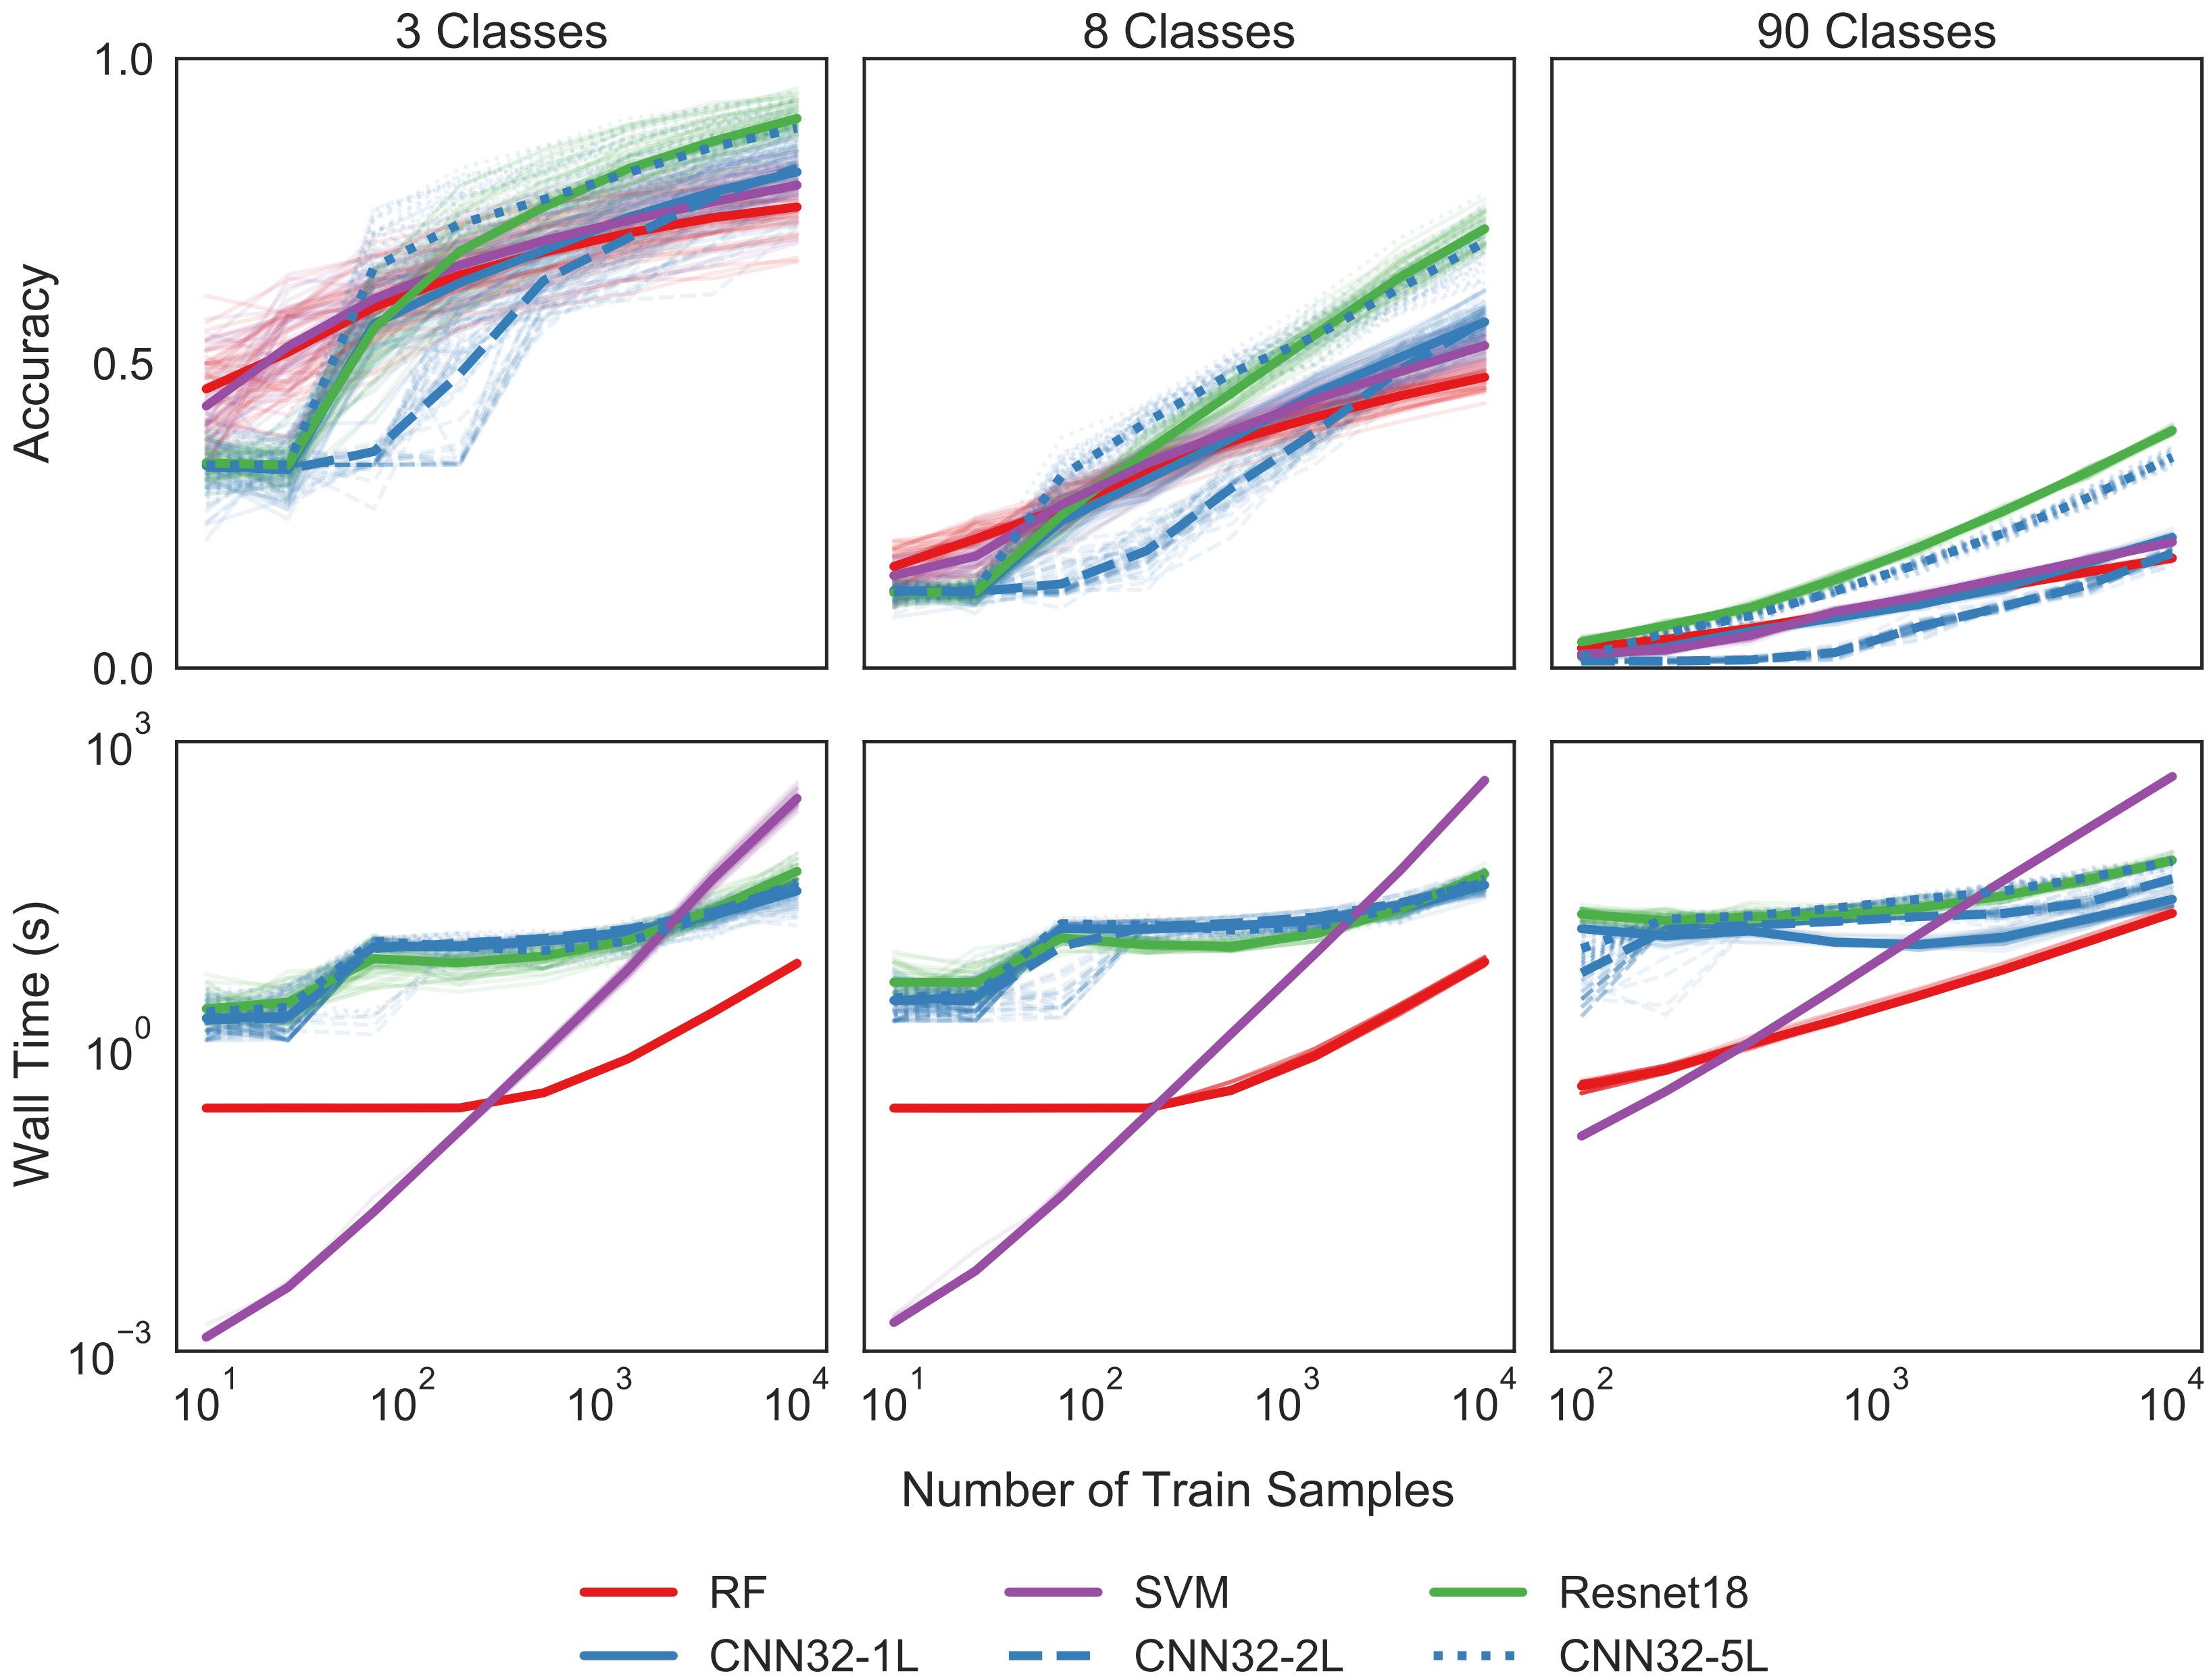 3 Classes 8 Classes 90 Classes
1.0
0.5
0.0
Accuracy
10^3
10^0
10^−3
Wall Time (s)
10^1 10^2 10^3 10^4 10^1 10^2 10^3 10^4 10^2 10^3 10^4
Number of Train Samples
RF SVM Resnet18
CNN32-1L CNN32-2L CNN32-5L